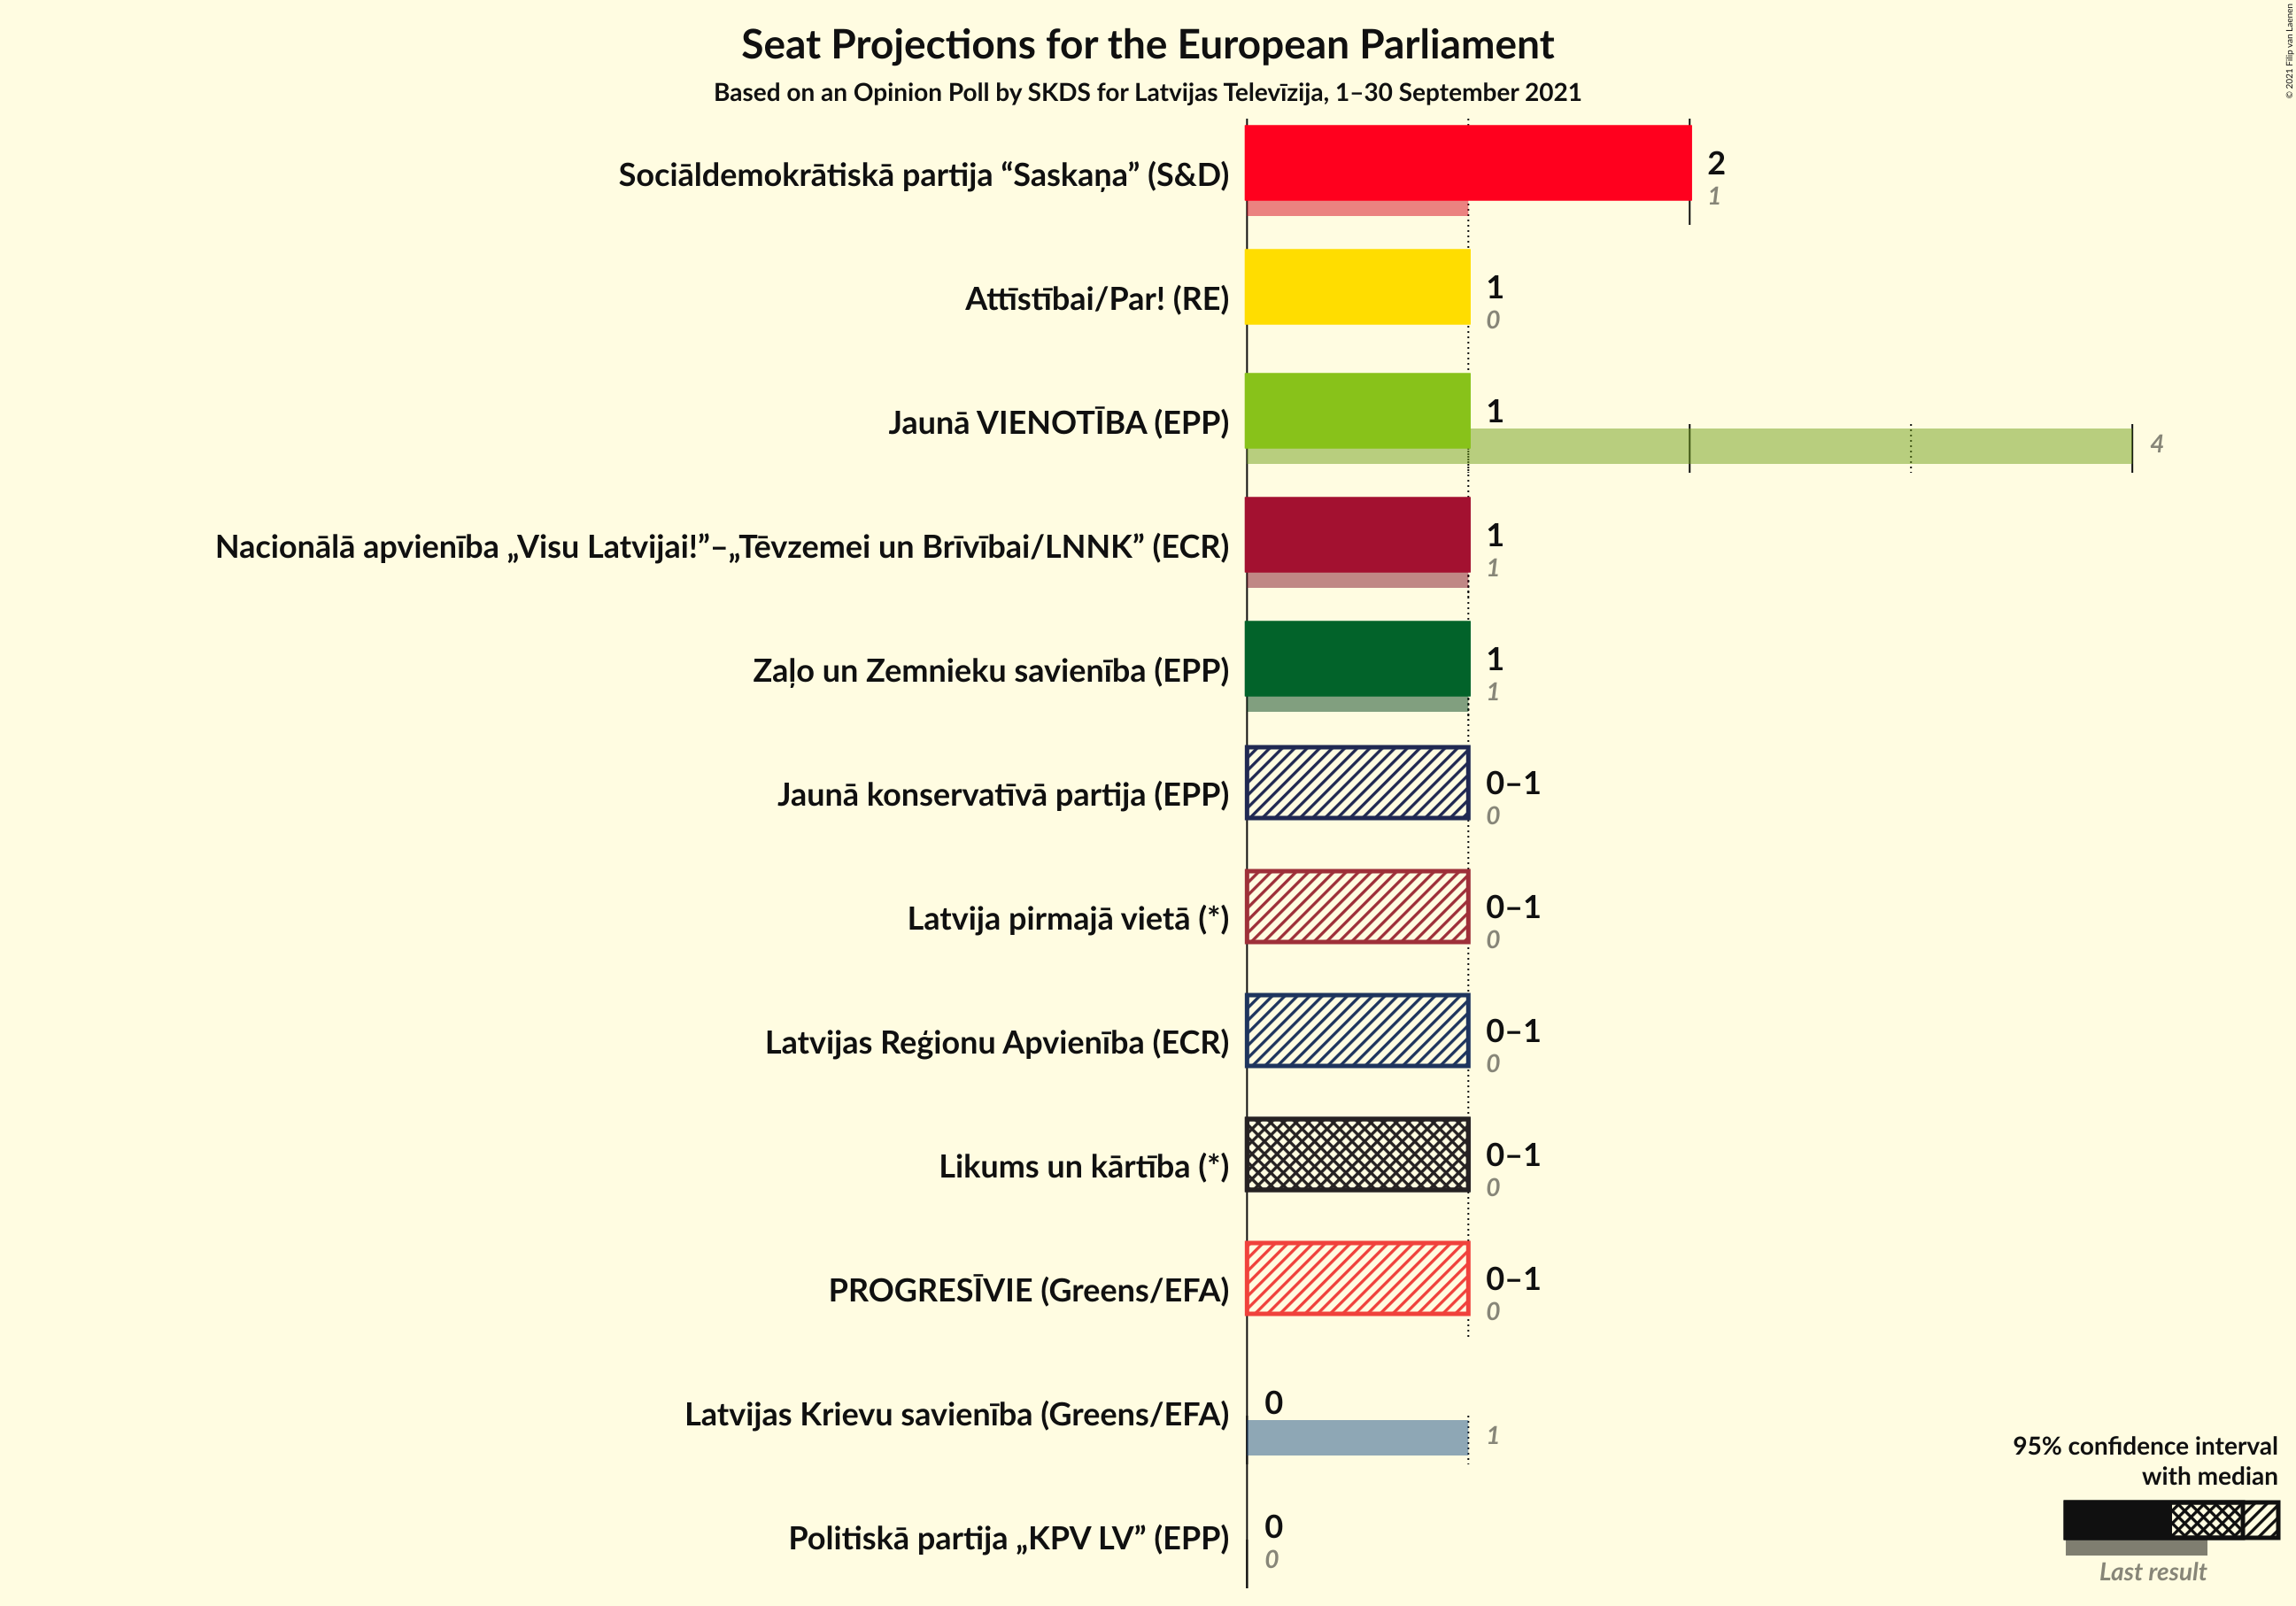 Seat Projections for the European Parliament
Based on an Opinion Poll by SKDS for Latvijas Televīzija, 1–30 September 2021
© 2021 Filip van Laenen
Sociāldemokrātiskā partija “Saskaņa” (S&D)
2
1
Attīstībai/Par! (RE)
1
0
Jaunā VIENOTĪBA (EPP)
1
4
Nacionālā apvienība „Visu Latvijai!”–„Tēvzemei un Brīvībai/LNNK” (ECR)
1
1
Zaļo un Zemnieku savienība (EPP)
1
1
Jaunā konservatīvā partija (EPP)
0–1
0
Latvija pirmajā vietā (*)
0–1
0
Latvijas Reģionu Apvienība (ECR)
0–1
0
Likums un kārtība (*)
0–1
0
PROGRESĪVIE (Greens/EFA)
0–1
0
Latvijas Krievu savienība (Greens/EFA)
0
1
Politiskā partija „KPV LV” (EPP)
0
0
95% confidence interval
with median
Last result